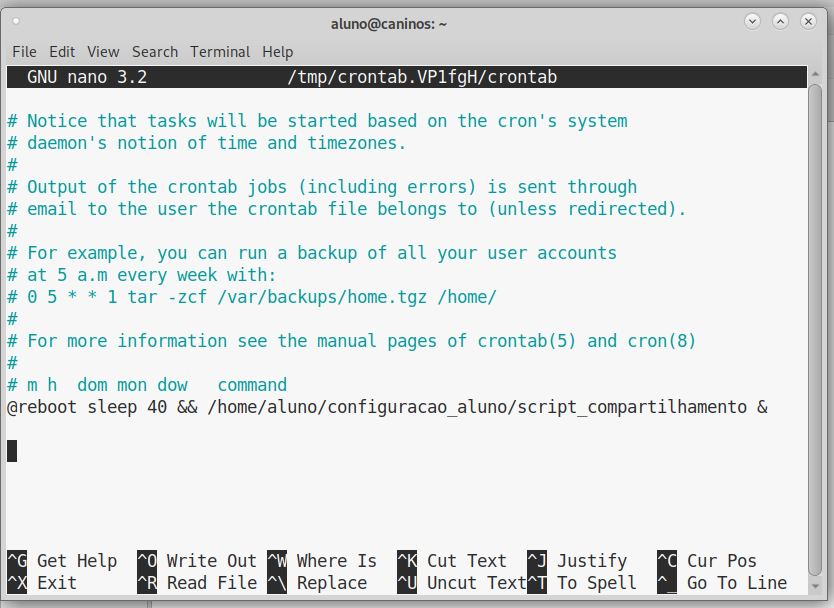 aluno@caninos: ~
File Edit View Search Terminal Help
GNU nano 3.2 /tmp/crontab.VP1fgH/crontab
# Notice that tasks will be started based on the cron's system
# daemon's notion of time and timezones.
#
# Output of the crontab jobs (including errors) is sent through
# email to the user the crontab file belongs to (unless redirected).
#
# For example, you can run a backup of all your user accounts
# at 5 a.m every week with:
# 0 5 * * 1 tar -zcf /var/backups/home.tgz /home/
#
# For more information see the manual pages of crontab(5) and cron(8)
#
# m h  dom mon dow   command
@reboot sleep 40 && /home/aluno/configuracao_aluno/script_compartilhamento &
^G Get Help ^O Write Out ^W Where Is ^K Cut Text ^J Justify ^C Cur Pos
^X Exit ^R Read File ^\ Replace ^U Uncut Text ^T To Spell ^_ Go To Line